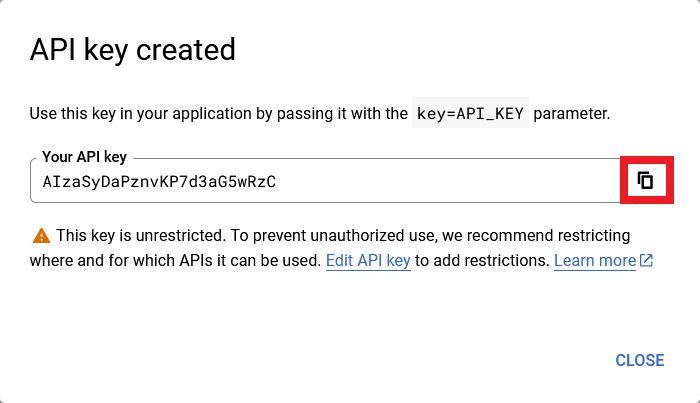 API key created
Use this key in your application by passing it with the key=API_KEY parameter.
Your API key
AIzaSyDaPznvKP7d3aG5wRzC
This key is unrestricted. To prevent unauthorized use, we recommend restricting
where and for which APIs it can be used. Edit API key to add restrictions. Learn more
CLOSE